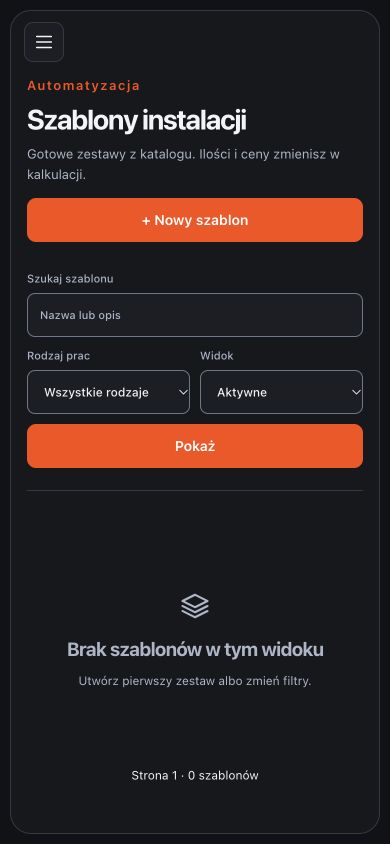 Automatyzacja
Szablony instalacji
Gotowe zestawy z katalogu. Ilości i ceny zmienisz w
kalkulacji.
+ Nowy szablon
Szukaj szablonu
Nazwa lub opis
Rodzaj prac
Widok
Wszystkie rodzaje
Aktywne
Pokaż
Brak szablonów w tym widoku
Utwórz pierwszy zestaw albo zmień filtry.
Strona 1 · 0 szablonów